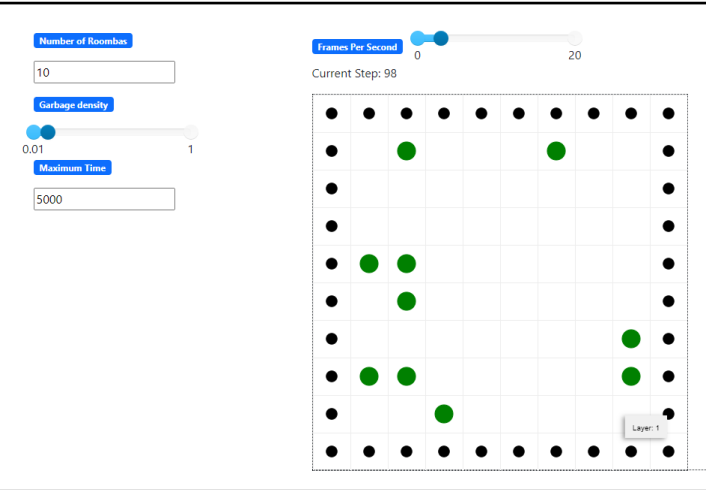 Number of Roombas
10
Garbage density
0.01 1
Maximum Time
5000
Frames Per Second
0 20
Current Step: 98
Layer: 1